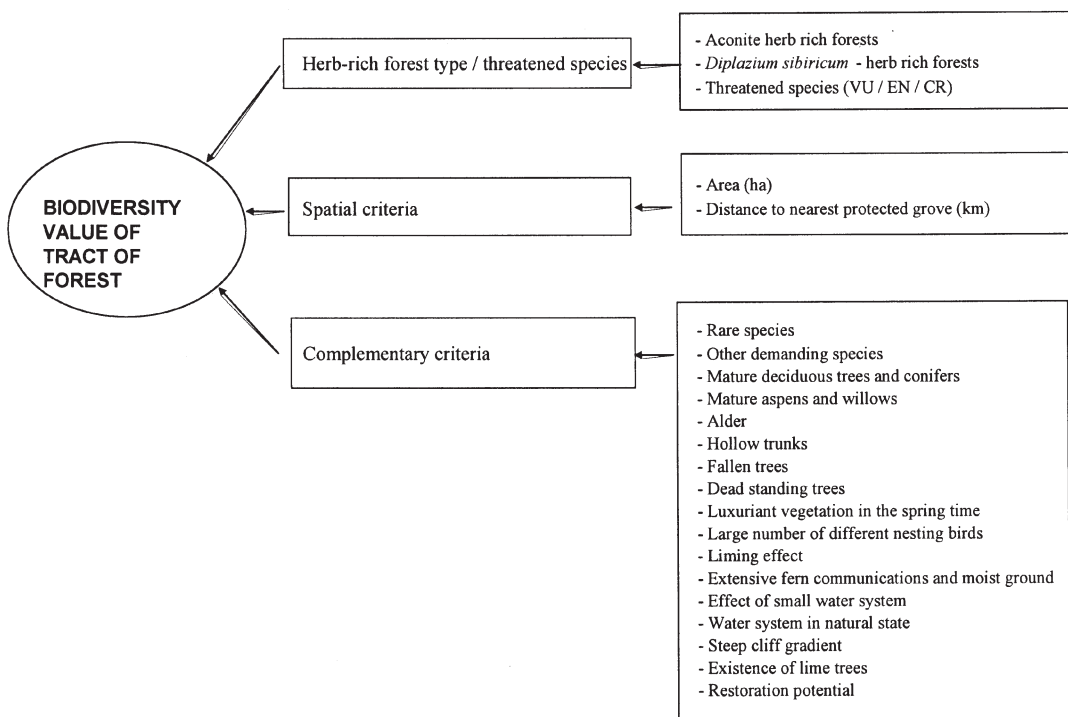 BIODIVERSITY
VALUE OF
TRACT OF
FOREST
Herb-rich forest type / threatened species
- Aconite herb rich forests
- Diplazium sibiricum - herb rich forests
- Threatened species (VU / EN / CR)
Spatial criteria
- Area (ha)
- Distance to nearest protected grove (km)
Complementary criteria
- Rare species
- Other demanding species
- Mature deciduous trees and conifers
- Mature aspens and willows
- Alder
- Hollow trunks
- Fallen trees
- Dead standing trees
- Luxuriant vegetation in the spring time
- Large number of different nesting birds
- Liming effect
- Extensive fern communications and moist ground
- Effect of small water system
- Water system in natural state
- Steep cliff gradient
- Existence of lime trees
- Restoration potential